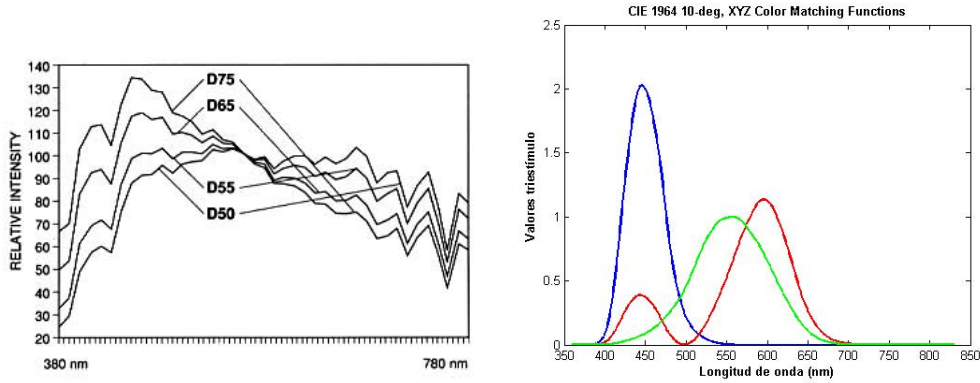 140
130
120
110
100
90
80
70
60
50
40
30
20
RELATIVE INTENSITY
D75
D65
D55
D50
380 nm
780 nm
CIE 1964 10-deg, XYZ Color Matching Functions
2.5
2
1.5
1
0.5
0
Valores triestímulo
350 400 450 500 550 600 650 700 750 800 850
Longitud de onda (nm)